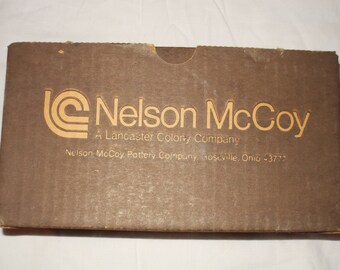 Nelson McCoy
A Lancaster Colony Company
Nelson McCoy Pottery Company, Roseville, Ohio